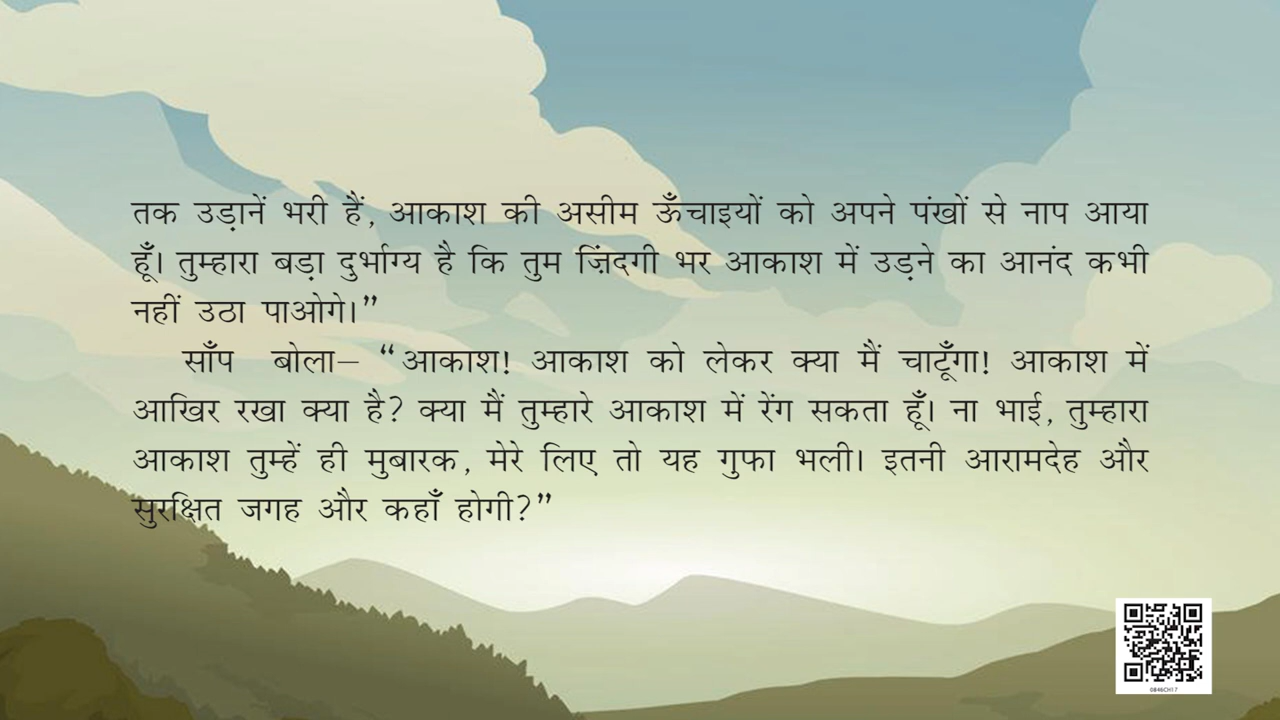 तक उड़ानें भरी हैं, आकाश की असीम ऊँचाइयों को अपने पंखों से नाप आया
हूँ। तुम्हारा बड़ा दुर्भाग्य है कि तुम ज़िंदगी भर आकाश में उड़ने का आनंद कभी
नहीं उठा पाओगे।”
साँप बोला– “आकाश! आकाश को लेकर क्या मैं चाटूँगा! आकाश में
आखिर रखा क्या है? क्या मैं तुम्हारे आकाश में रेंग सकता हूँ। ना भाई, तुम्हारा
आकाश तुम्हें ही मुबारक, मेरे लिए तो यह गुफा भली। इतनी आरामदेह और
सुरक्षित जगह और कहाँ होगी?”
0846CH17